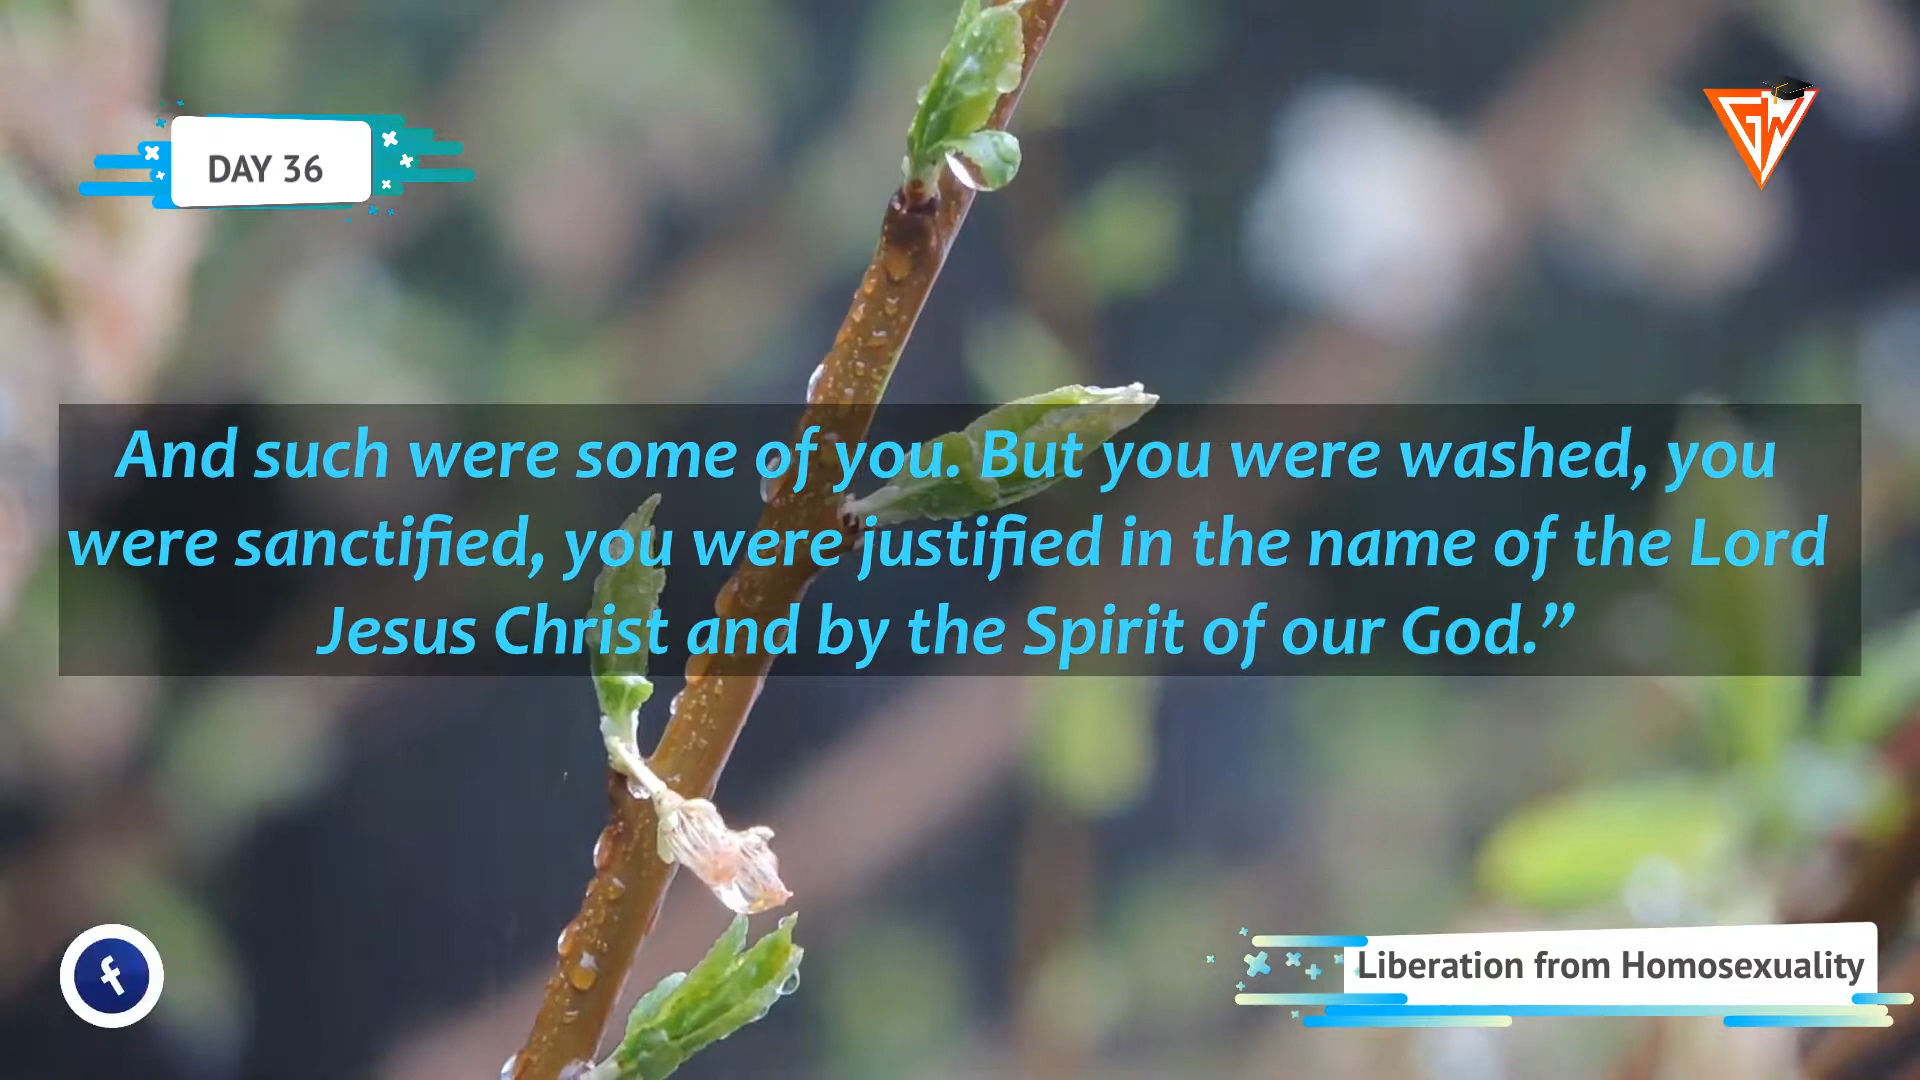 DAY 36
GW
And such were some of you. But you were washed, you
were sanctified, you were justified in the name of the Lord
Jesus Christ and by the Spirit of our God.”
f
Liberation from Homosexuality